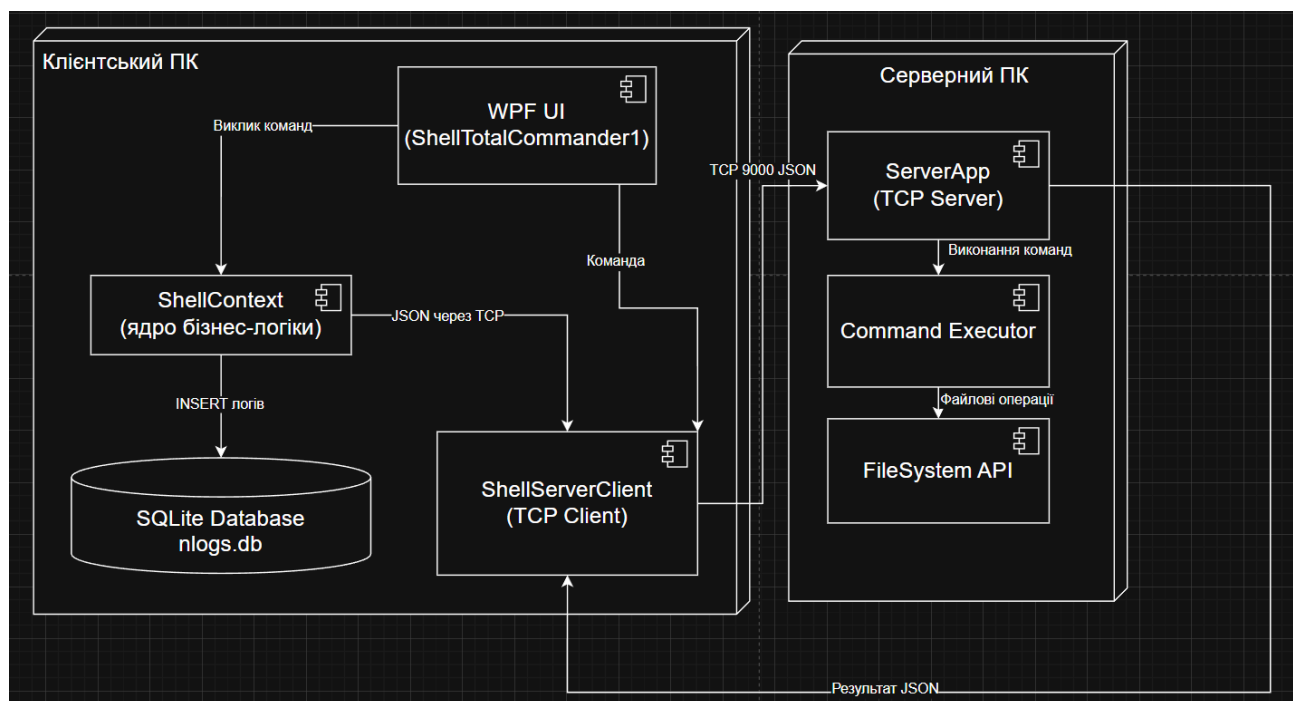 Клієнтський ПК
WPF UI
(ShellTotalCommander1)
Виклик команд
Команда
ShellContext
(ядро бізнес-логіки)
JSON через TCP
INSERT логів
SQLite Database
nlogs.db
ShellServerClient
(TCP Client)
TCP 9000 JSON
Серверний ПК
ServerApp
(TCP Server)
Виконання команд
Command Executor
Файлові операції
FileSystem API
Результат JSON